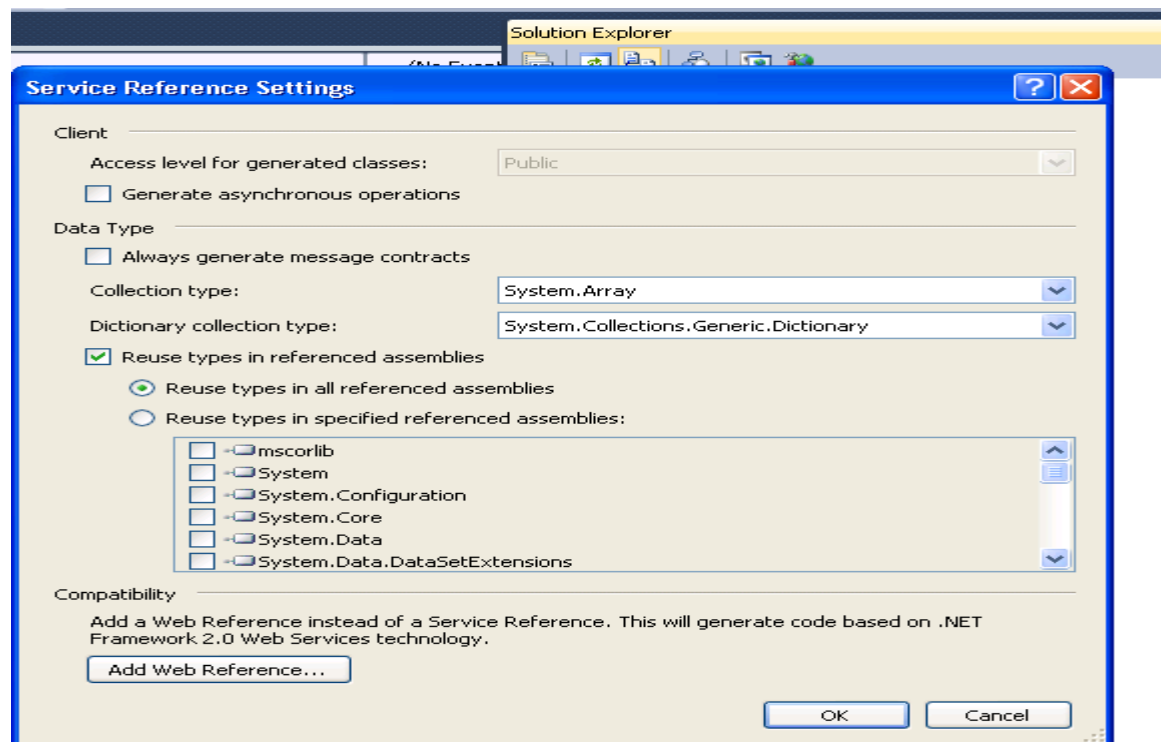 Solution Explorer
Service Reference Settings
Client
Access level for generated classes:
Public
Generate asynchronous operations
Data Type
Always generate message contracts
Collection type:
System.Array
Dictionary collection type:
System.Collections.Generic.Dictionary
Reuse types in referenced assemblies
Reuse types in all referenced assemblies
Reuse types in specified referenced assemblies:
mscorlib
System
System.Configuration
System.Core
System.Data
System.Data.DataSetExtensions
Compatibility
Add a Web Reference instead of a Service Reference. This will generate code based on .NET
Framework 2.0 Web Services technology.
Add Web Reference...
OK
Cancel